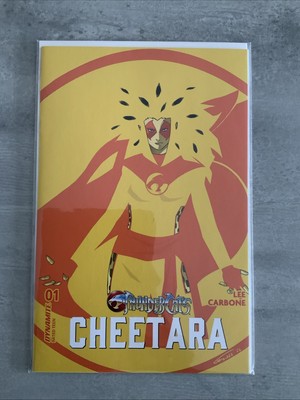 01
DYNAMITE
THUNDERCATS
LEE
CARBONE
CHEETARA